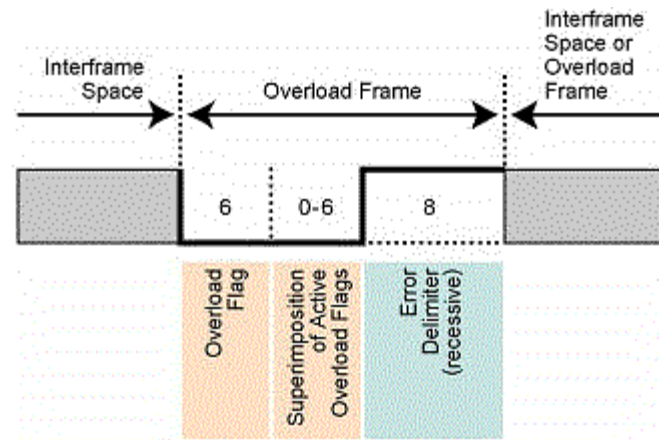 Interframe
Space
Overload Frame
Interframe
Space or
Overload
Frame
6
0-6
8
Overload
Flag
Superimposition
of Active
Overload Flags
Error
Delimiter
(recessive)